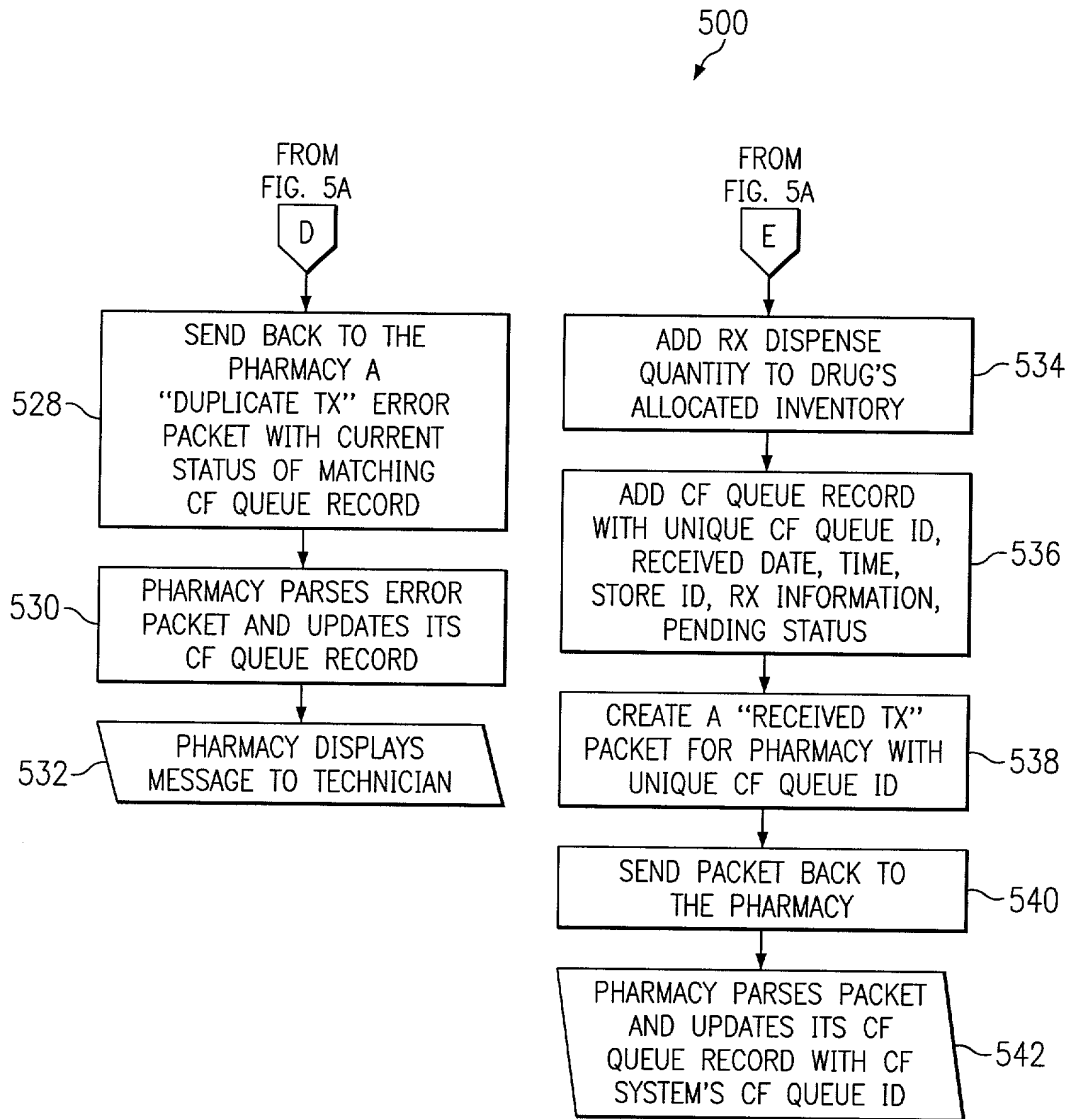 500
FROM
FIG. 5A
D
SEND BACK TO THE
PHARMACY A
“DUPLICATE TX” ERROR
PACKET WITH CURRENT
STATUS OF MATCHING
CF QUEUE RECORD
528
PHARMACY PARSES ERROR
PACKET AND UPDATES ITS
CF QUEUE RECORD
530
PHARMACY DISPLAYS
MESSAGE TO TECHNICIAN
532
FROM
FIG. 5A
E
ADD RX DISPENSE
QUANTITY TO DRUG'S
ALLOCATED INVENTORY
534
ADD CF QUEUE RECORD
WITH UNIQUE CF QUEUE ID,
RECEIVED DATE, TIME,
STORE ID, RX INFORMATION,
PENDING STATUS
536
CREATE A “RECEIVED TX”
PACKET FOR PHARMACY WITH
UNIQUE CF QUEUE ID
538
SEND PACKET BACK TO
THE PHARMACY
540
PHARMACY PARSES PACKET
AND UPDATES ITS CF
QUEUE RECORD WITH CF
SYSTEM'S CF QUEUE ID
542